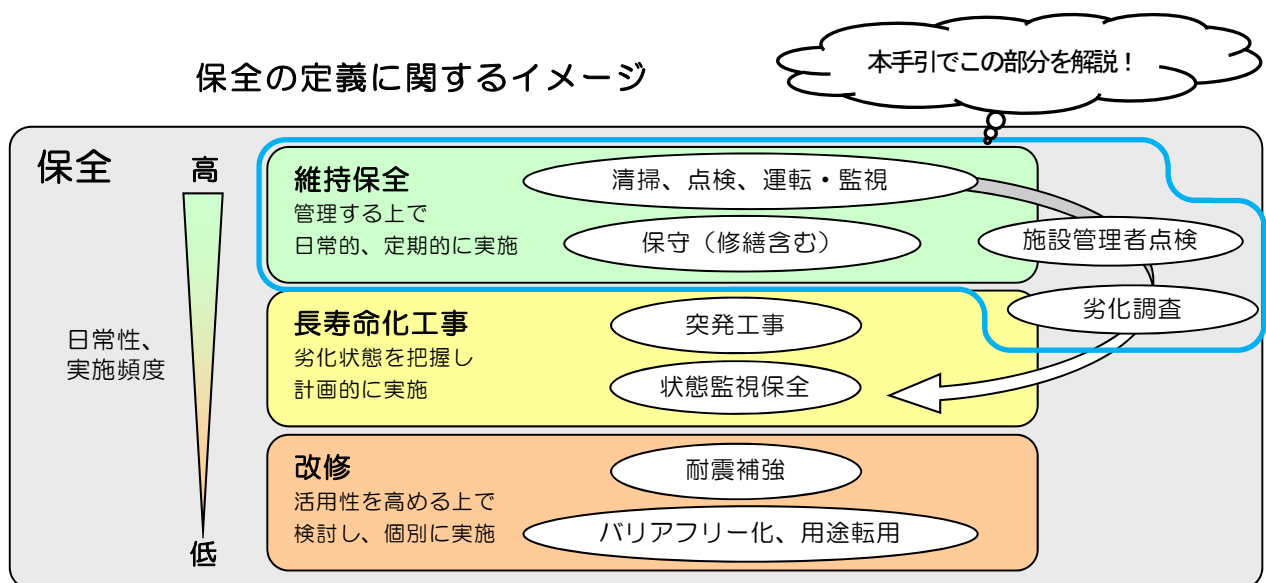 保全の定義に関するイメージ
本手引でこの部分を解説！
保全
高
日常性、
実施頻度
低
維持保全
管理する上で
日常的、定期的に実施
清掃、点検、運転・監視
保守（修繕含む）
施設管理者点検
劣化調査
長寿命化工事
劣化状態を把握し
計画的に実施
突発工事
状態監視保全
改修
活用性を高める上で
検討し、個別に実施
耐震補強
バリアフリー化、用途転用